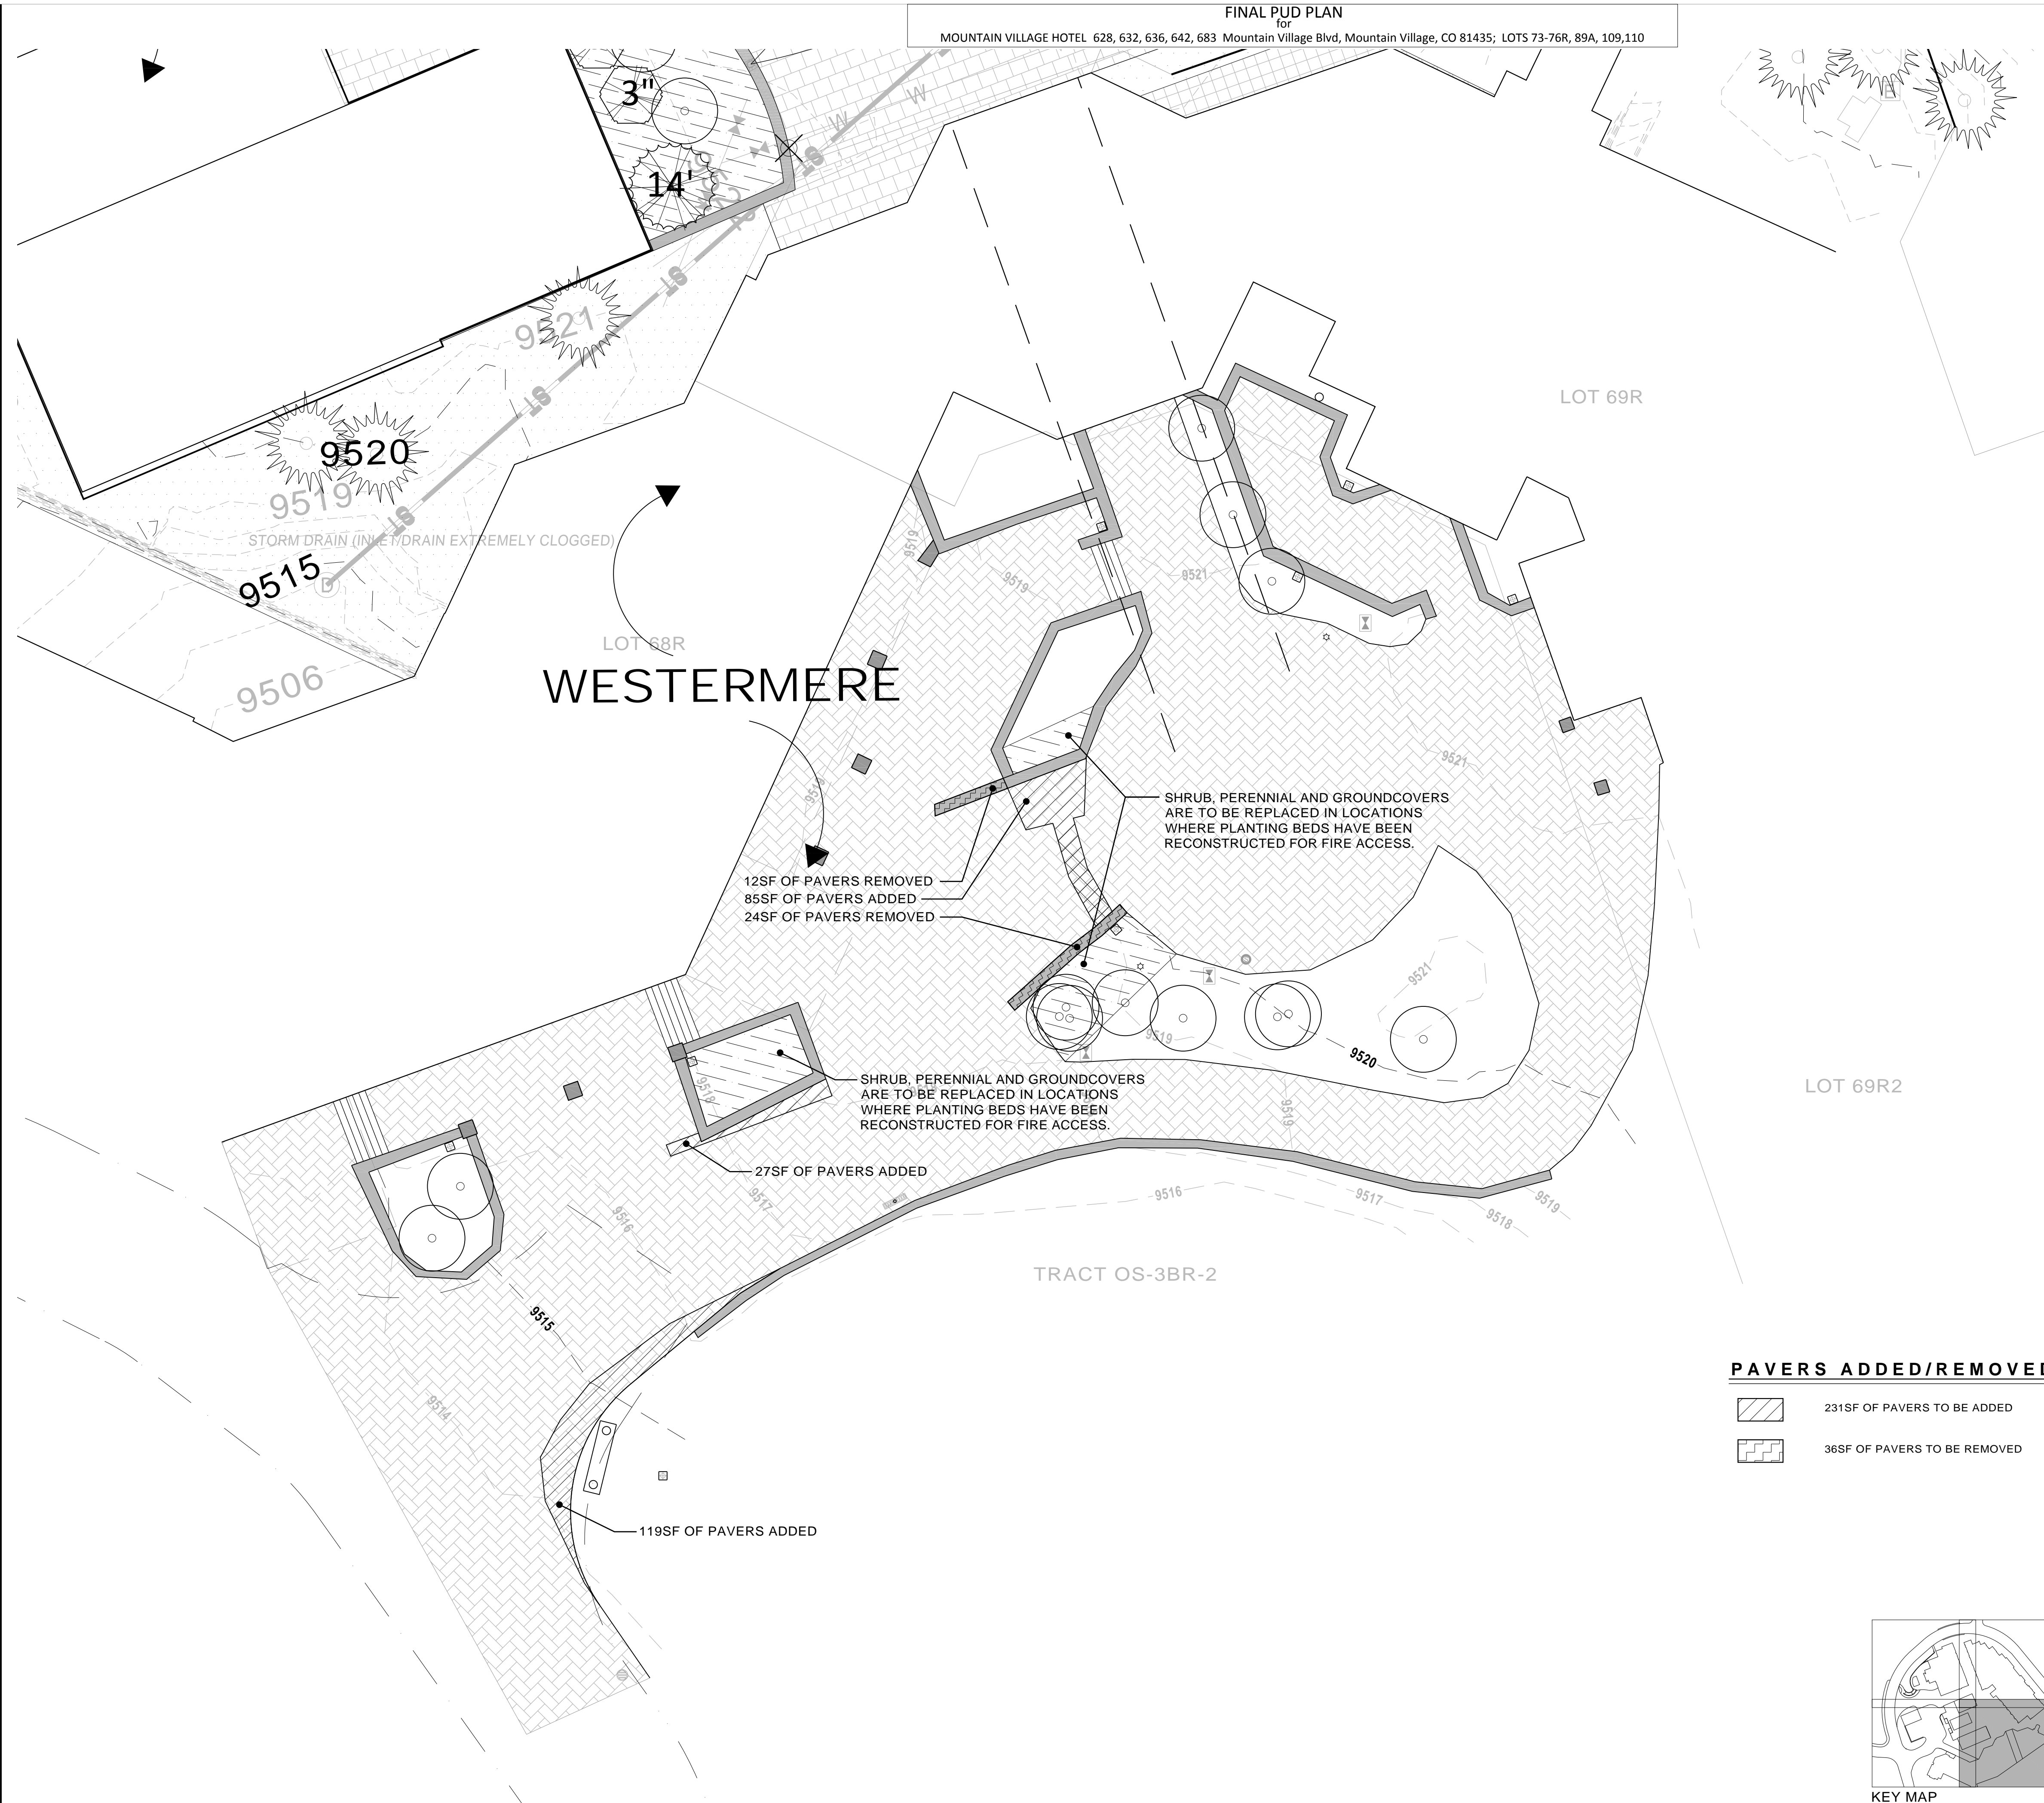 FINAL PUD PLAN
for
MOUNTAIN VILLAGE HOTEL 628, 632, 636, 642, 683 Mountain Village Blvd, Mountain Village, CO 81435; LOTS 73-76R, 89A, 109,110
3"
W
W
ST
14'
ST
9521
ST
LOT 69R
9520
9519
ST
STORM DRAIN (INLET/DRAIN EXTREMELY CLOGGED)
9519
9515
D
9519
9521
LOT 68R
WESTERMERE
9506
9521
9519
SHRUB, PERENNIAL AND GROUNDCOVERS
ARE TO BE REPLACED IN LOCATIONS
WHERE PLANTING BEDS HAVE BEEN
RECONSTRUCTED FOR FIRE ACCESS.
12SF OF PAVERS REMOVED
85SF OF PAVERS ADDED
24SF OF PAVERS REMOVED
9521
9519
9520
SHRUB, PERENNIAL AND GROUNDCOVERS
ARE TO BE REPLACED IN LOCATIONS
WHERE PLANTING BEDS HAVE BEEN
RECONSTRUCTED FOR FIRE ACCESS.
9518
9519
LOT 69R2
27SF OF PAVERS ADDED
9517
9516
9516
9517
9518
9519
TRACT OS-3BR-2
9515
9514
PAVERS ADDED/REMOVED
231SF OF PAVERS TO BE ADDED
36SF OF PAVERS TO BE REMOVED
119SF OF PAVERS ADDED
KEY MAP